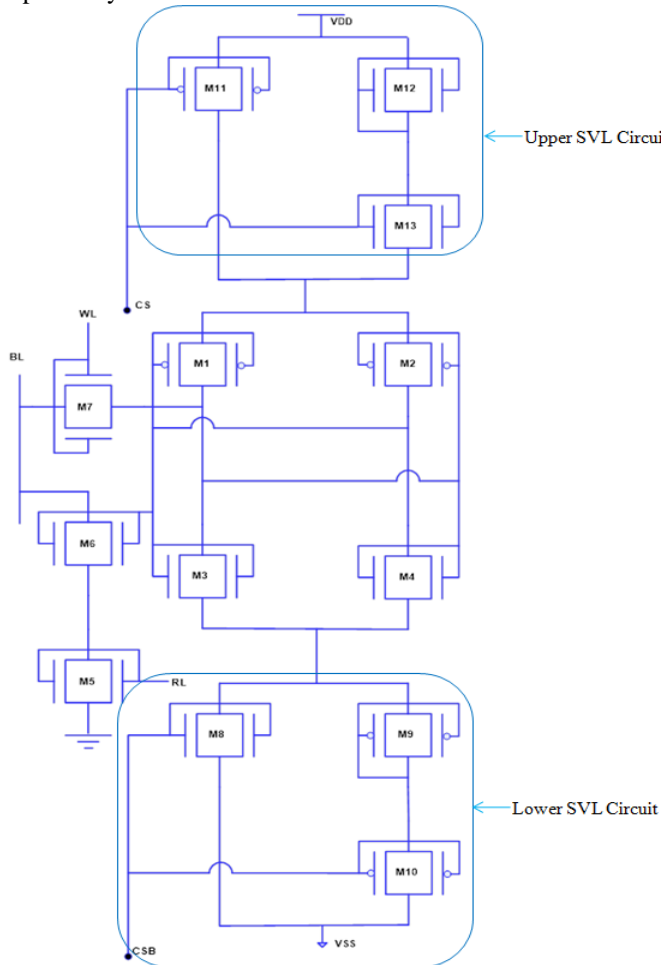 VDD
M11
M12
Upper SVL Circui
M13
CS
WL
BL
M1
M2
M7
M6
M3
M4
M5
RL
M8
M9
Lower SVL Circuit
M10
CSB
VSS